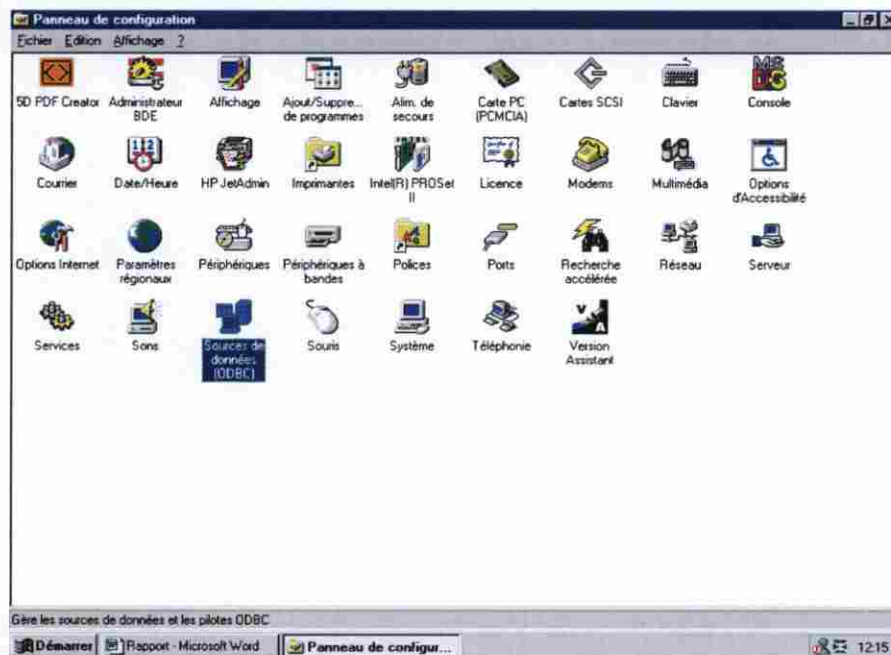 Panneau de configuration
Fichier Edition Affichage ?
5D PDF Creator
Administrateur BDE
Affichage
Ajout/Suppre... de programmes
Alim. de secours
Carte PC (PCMCIA)
Cartes SCSI
Clavier
MS DOS
Console
Courrier
Date/Heure
HP JetAdmin
Imprimantes
Intel(R) PROSet II
Licence
Modems
Multimédia
Options d'Accessibilité
Options Internet
Paramètres régionaux
Périphériques
Périphériques à bandes
Polices
Ports
Recherche accélérée
Réseau
Serveur
Services
Sons
Sources de données (ODBC)
Souris
Système
Téléphonie
Version Assistant
Gère les sources de données et les pilotes ODBC
Démarrer
Rapport - Microsoft Word
Panneau de configur...
12:15